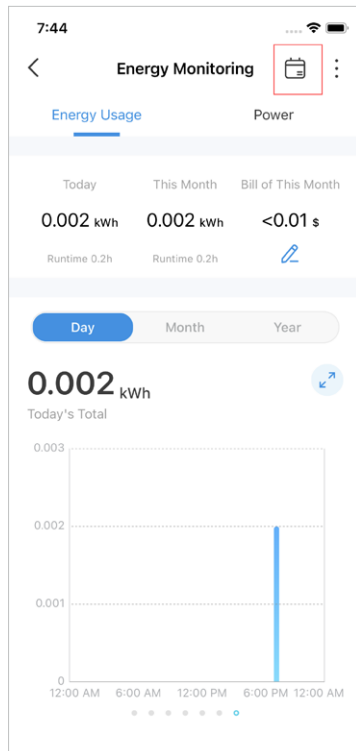 7:44
Energy Monitoring
Energy Usage Power
Today This Month Bill of This Month
0.002 kWh 0.002 kWh <0.01 $
Runtime 0.2h Runtime 0.2h
Day Month Year
0.002 kWh
Today's Total
0.003
0.002
0.001
0
12:00 AM 6:00 AM 12:00 PM 6:00 PM 12:00 AM